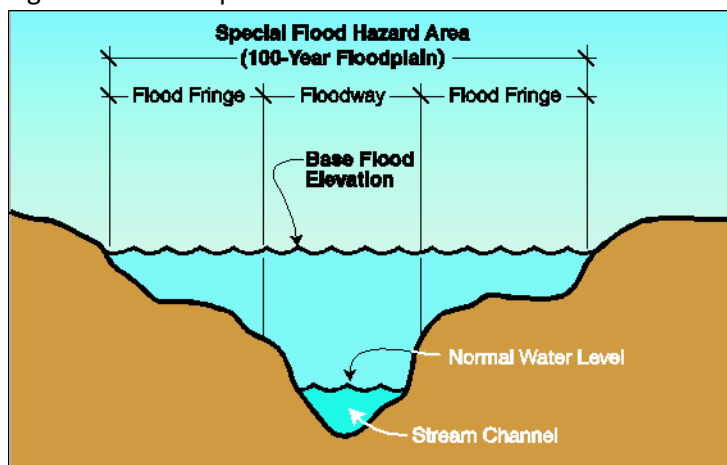 Special Flood Hazard Area
(100-Year Floodplain)
Flood Fringe
Floodway
Flood Fringe
Base Flood
Elevation
Normal Water Level
Stream Channel